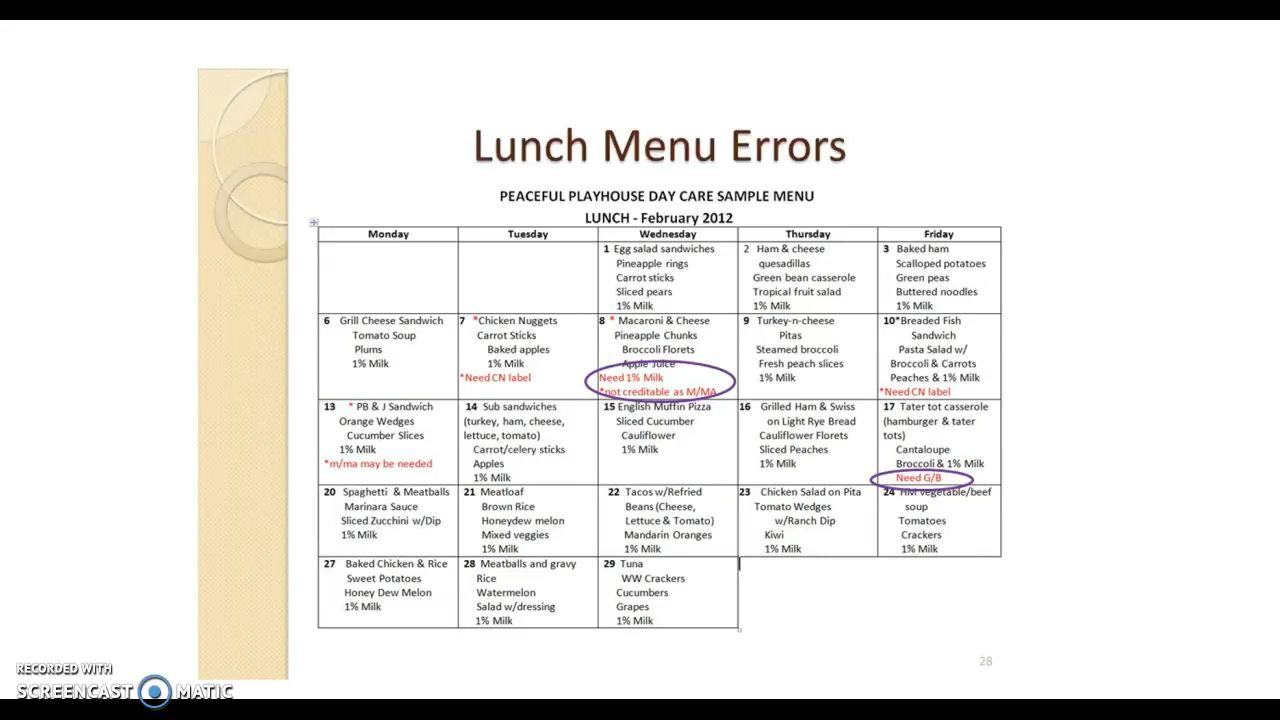 Lunch Menu Errors
PEACEFUL PLAYHOUSE DAY CARE SAMPLE MENU
LUNCH - February 2012
Monday Tuesday Wednesday Thursday Friday
1 Egg salad sandwiches
Pineapple rings
Carrot sticks
Sliced pears
1% Milk
2 Ham & cheese
quesadillas
Green bean casserole
Tropical fruit salad
1% Milk
3 Baked ham
Scalloped potatoes
Green peas
Buttered noodles
1% Milk
6 Grill Cheese Sandwich
Tomato Soup
Plums
1% Milk
7 *Chicken Nuggets
Carrot Sticks
Baked apples
1% Milk
*Need CN label
8 * Macaroni & Cheese
Pineapple Chunks
Broccoli Florets
Apple Juice
Need 1% Milk
*not creditable as M/MA
9 Turkey-n-cheese
Pitas
Steamed broccoli
Fresh peach slices
1% Milk
10*Breaded Fish
Sandwich
Pasta Salad w/
Broccoli & Carrots
Peaches & 1% Milk
*Need CN label
13 * PB & J Sandwich
Orange Wedges
Cucumber Slices
1% Milk
*m/ma may be needed
14 Sub sandwiches
(turkey, ham, cheese,
lettuce, tomato)
Carrot/celery sticks
Apples
1% Milk
15 English Muffin Pizza
Sliced Cucumber
Cauliflower
1% Milk
16 Grilled Ham & Swiss
on Light Rye Bread
Cauliflower Florets
Sliced Peaches
1% Milk
17 Tater tot casserole
(hamburger & tater
tots)
Cantaloupe
Broccoli & 1% Milk
Need G/B
20 Spaghetti & Meatballs
Marinara Sauce
Sliced Zucchini w/Dip
1% Milk
21 Meatloaf
Brown Rice
Honeydew melon
Mixed veggies
1% Milk
22 Tacos w/Refried
Beans (Cheese,
Lettuce & Tomato)
Mandarin Oranges
1% Milk
23 Chicken Salad on Pita
Tomato Wedges
w/Ranch Dip
Kiwi
1% Milk
24 HM vegetable/beef
soup
Tomatoes
Crackers
1% Milk
27 Baked Chicken & Rice
Sweet Potatoes
Honey Dew Melon
1% Milk
28 Meatballs and gravy
Rice
Watermelon
Salad w/dressing
1% Milk
29 Tuna
WW Crackers
Cucumbers
Grapes
1% Milk
28
RECORDED WITH
SCREENCAST MATIC